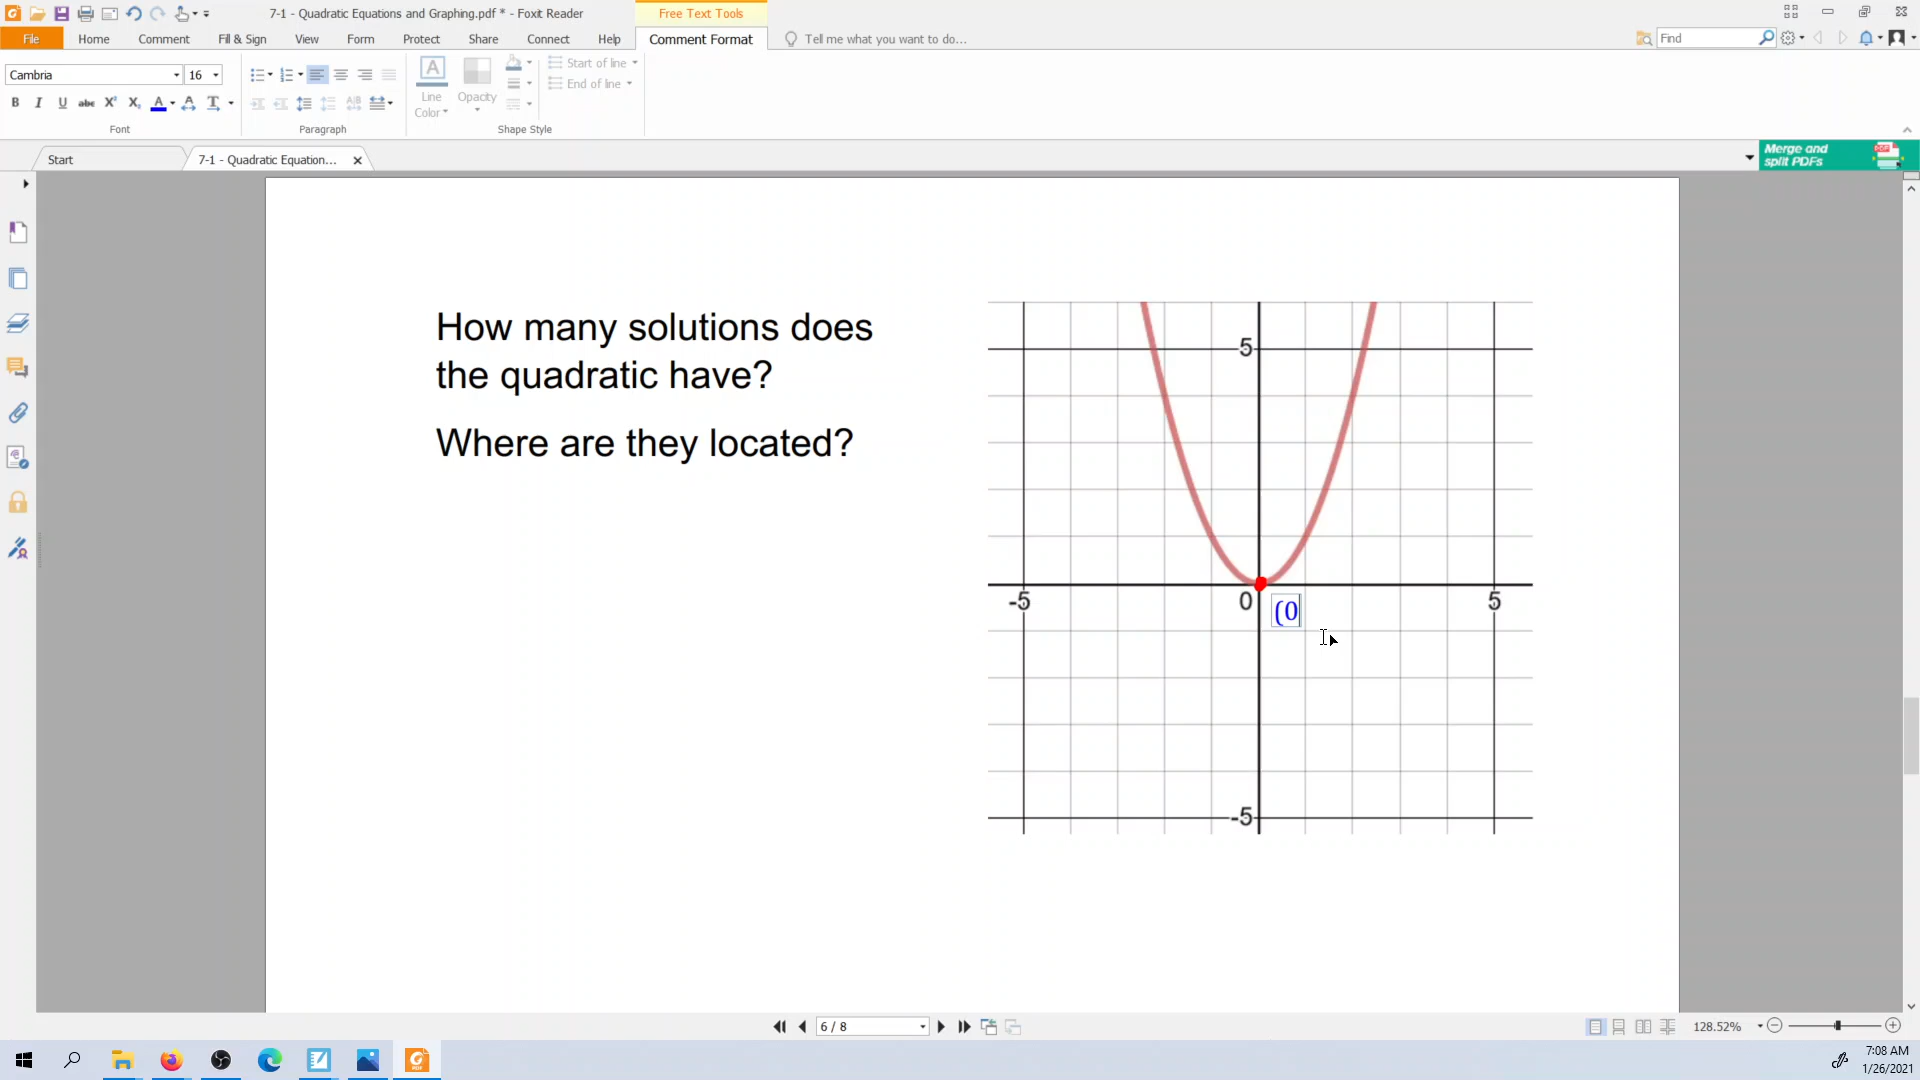 7-1 - Quadratic Equations and Graphing.pdf * - Foxit Reader
Free Text Tools
File
Home
Comment
Fill & Sign
View
Form
Protect
Share
Connect
Help
Comment Format
Tell me what you want to do...
Find
Cambria
16
Start of line
End of line
B I U abc X² X₂ A A T
Line
Color
Opacity
Font
Paragraph
Shape Style
Start
7-1 - Quadratic Equation...
Merge and
split PDFs
How many solutions does
the quadratic have?
Where are they located?
5
-5
0
5
(0
-5
6 / 8
128.52%
7:08 AM
1/26/2021